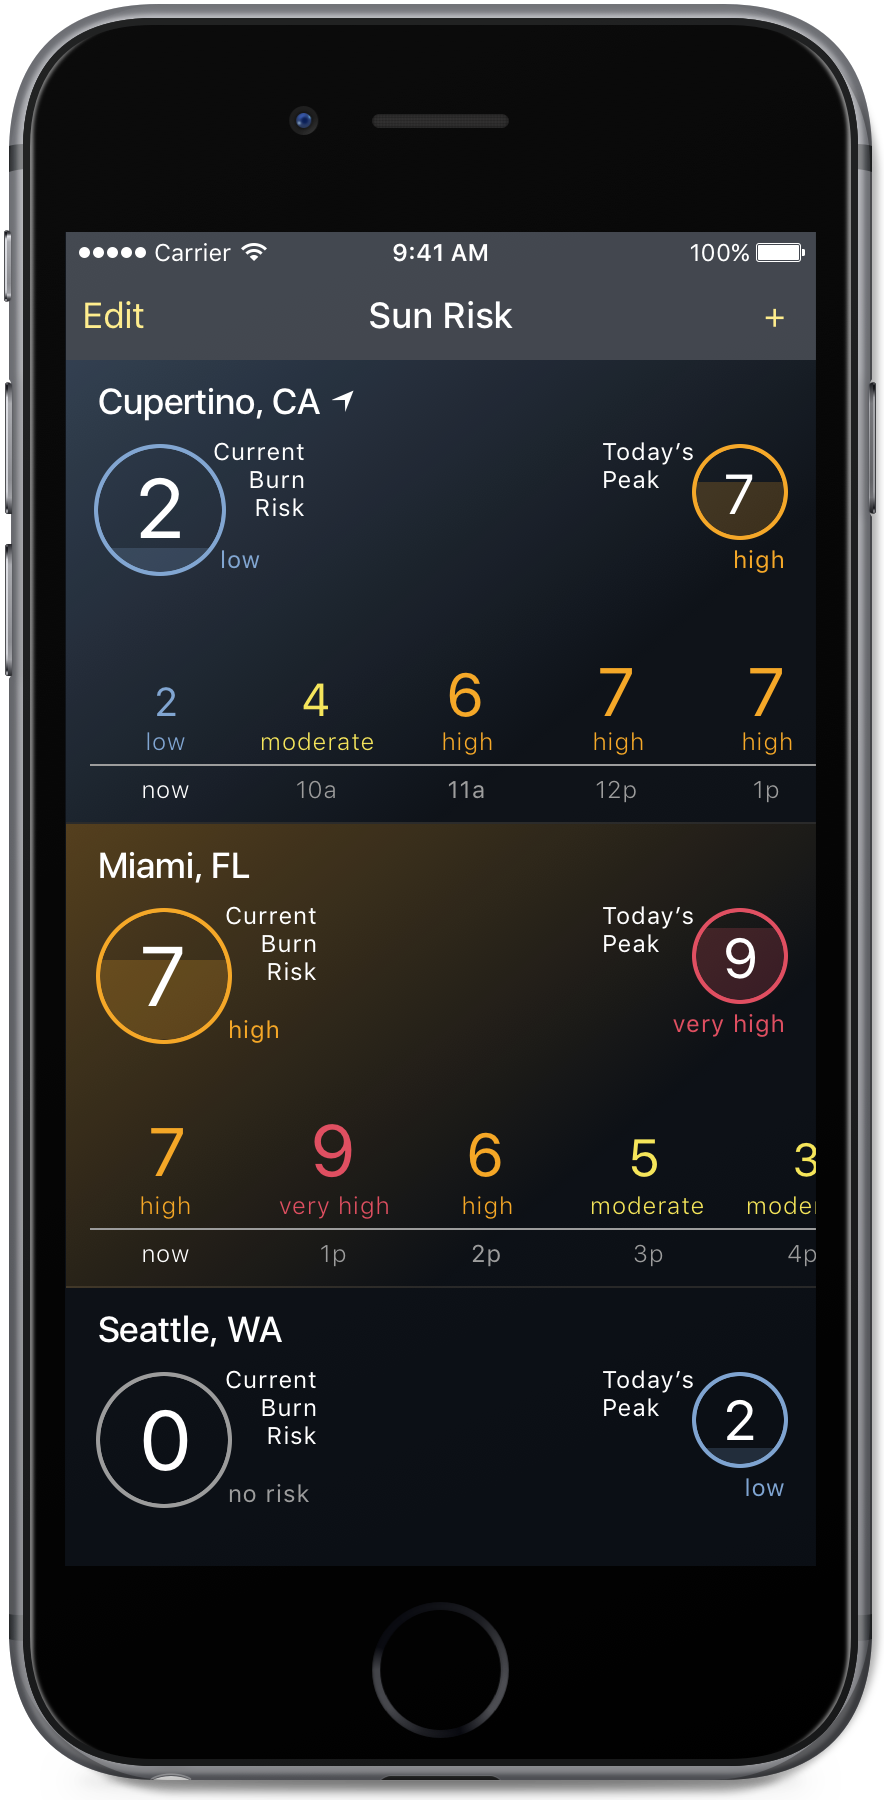 Carrier 9:41 AM 100%
Edit Sun Risk +
Cupertino, CA
Current
Burn
Risk
2
low
Today's
Peak
7
high
2 4 6 7 7
low moderate high high high
now 10a 11a 12p 1p
Miami, FL
Current
Burn
Risk
7
high
Today's
Peak
9
very high
7 9 6 5 3
high very high high moderate moder
now 1p 2p 3p 4p
Seattle, WA
Current
Burn
Risk
0
no risk
Today's
Peak
2
low